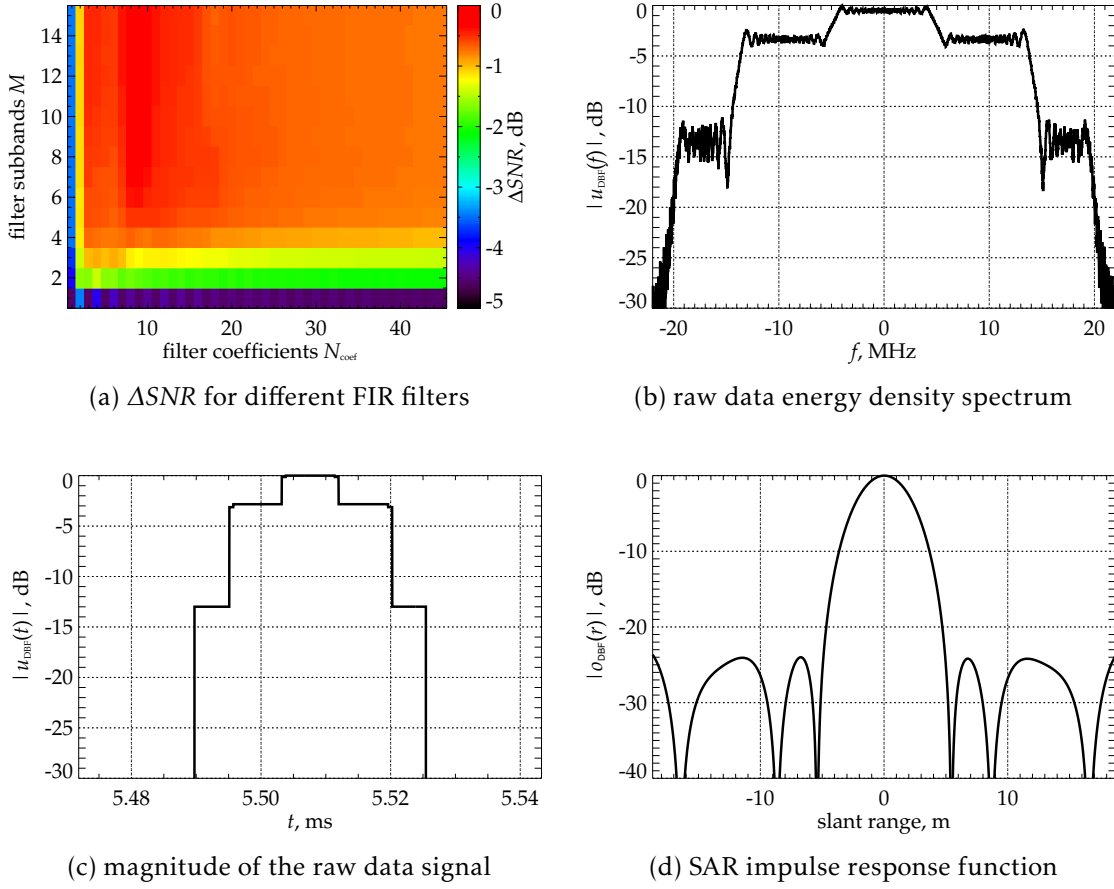 14
12
10
8
6
4
2
filter subbands M
10 20 30 40
filter coefficients N_coef
0
-1
-2
-3
-4
-5
ΔSNR, dB
(a) ΔSNR for different FIR filters
0
-5
-10
-15
-20
-25
-30
| u_DBF(f) | , dB
-20 -10 0 10 20
f, MHz
(b) raw data energy density spectrum
0
-5
-10
-15
-20
-25
-30
| u_DBF(t) | , dB
5.48 5.50 5.52 5.54
t, ms
(c) magnitude of the raw data signal
0
-10
-20
-30
-40
| o_DBF(r) | , dB
-10 0 10
slant range, m
(d) SAR impulse response function